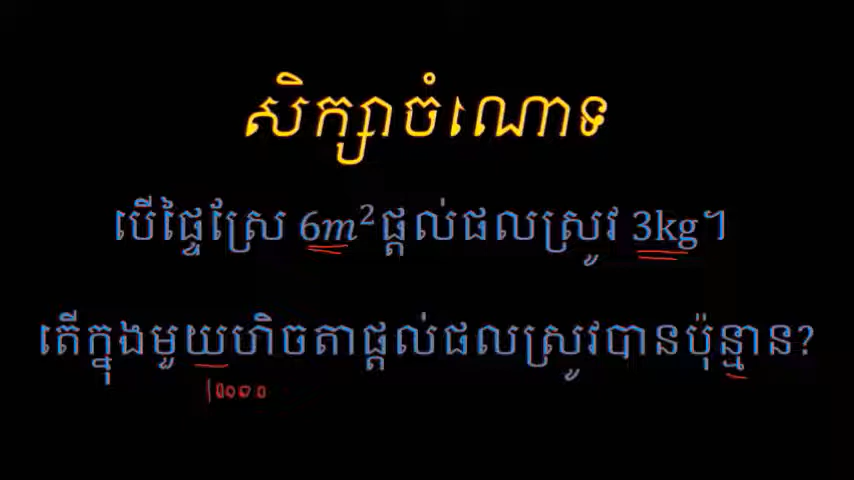 សិក្សាចំណោទ
បើផ្ទៃស្រែ 6m² ផ្តល់ផលស្រូវ 3kg។
តើក្នុងមួយហិចតាផ្តល់ផលស្រូវបានប៉ុន្មាន?
10000